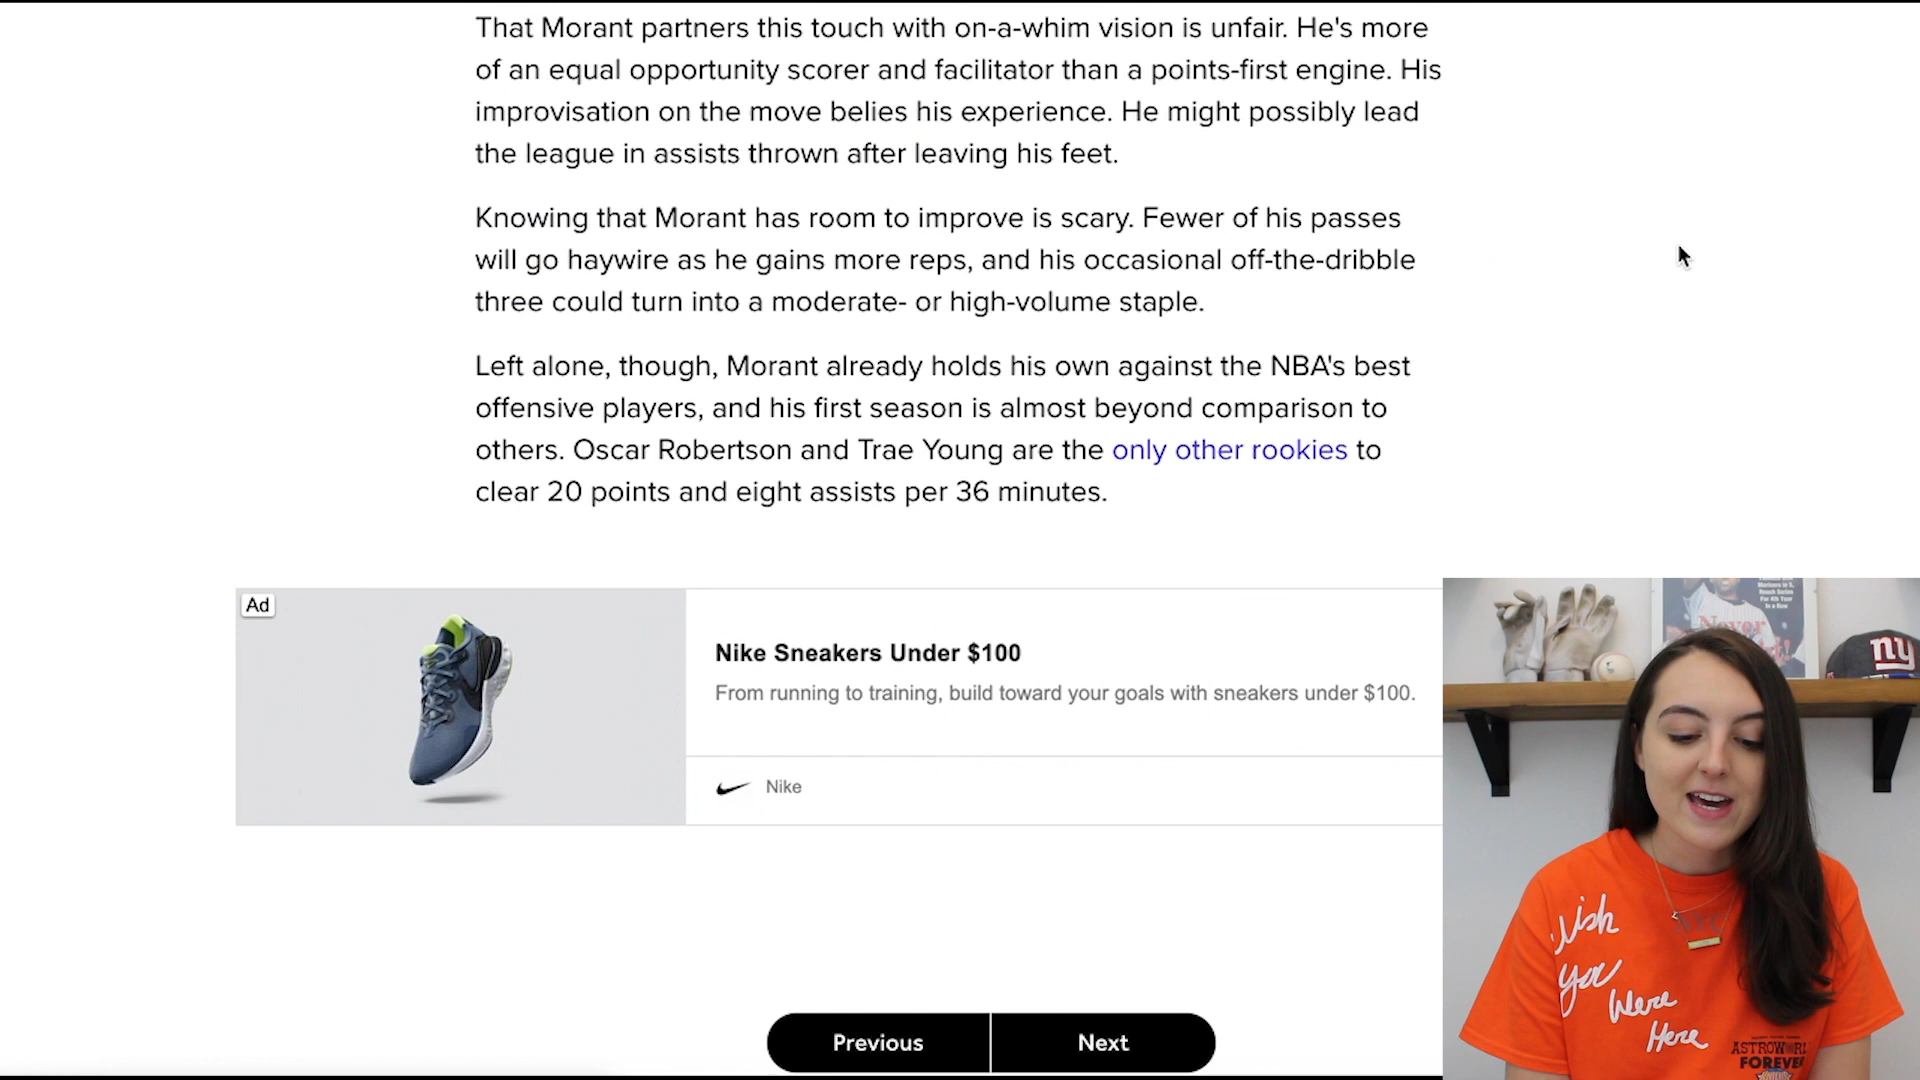 That Morant partners this touch with on-a-whim vision is unfair. He's more
of an equal opportunity scorer and facilitator than a points-first engine. His
improvisation on the move belies his experience. He might possibly lead
the league in assists thrown after leaving his feet.
Knowing that Morant has room to improve is scary. Fewer of his passes
will go haywire as he gains more reps, and his occasional off-the-dribble
three could turn into a moderate- or high-volume staple.
Left alone, though, Morant already holds his own against the NBA's best
offensive players, and his first season is almost beyond comparison to
others. Oscar Robertson and Trae Young are the only other rookies to
clear 20 points and eight assists per 36 minutes.
Ad
Nike Sneakers Under $100
From running to training, build toward your goals with sneakers under $100.
Nike
Previous
Next
Never
ny
NYC
Wish
You
Were
Here
ASTROWORL
FOREVER